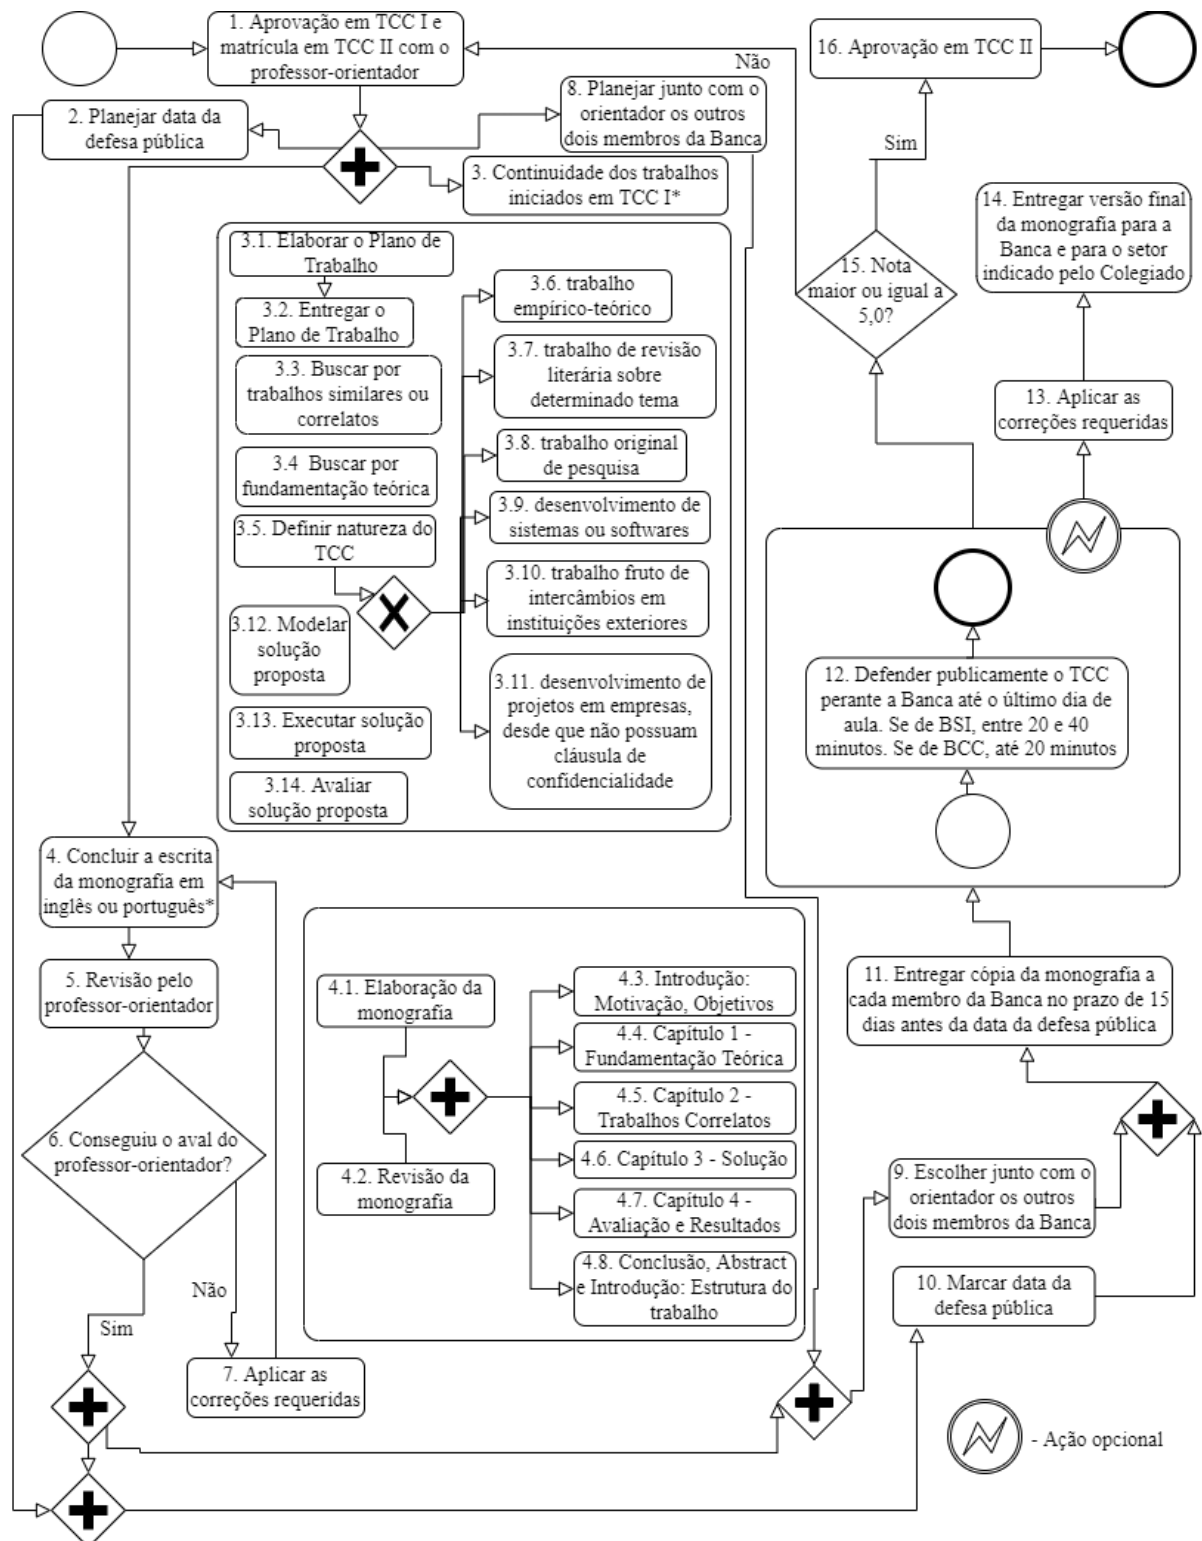 1. Aprovação em TCC I e
matrícula em TCC II com o
professor-orientador
Não
16. Aprovação em TCC II
2. Planejar data da
defesa pública
8. Planejar junto com o
orientador os outros
dois membros da Banca
Sim
3. Continuidade dos trabalhos
iniciados em TCC I*
14. Entregar versão final
da monografia para a
Banca e para o setor
indicado pelo Colegiado
15. Nota
maior ou igual a
5,0?
3.1. Elaborar o Plano de
Trabalho
3.2. Entregar o
Plano de Trabalho
3.3. Buscar por
trabalhos similares ou
correlatos
3.4 Buscar por
fundamentação teórica
3.5. Definir natureza do
TCC
3.6. trabalho
empírico-teórico
3.7. trabalho de revisão
literária sobre
determinado tema
3.8. trabalho original
de pesquisa
3.9. desenvolvimento de
sistemas ou softwares
3.10. trabalho fruto de
intercâmbios em
instituições exteriores
3.11. desenvolvimento de
projetos em empresas,
desde que não possuam
cláusula de
confidencialidade
3.12. Modelar
solução
proposta
3.13. Executar solução
proposta
3.14. Avaliar
solução proposta
13. Aplicar as
correções requeridas
12. Defender publicamente o TCC
perante a Banca até o último dia de
aula. Se de BSI, entre 20 e 40
minutos. Se de BCC, até 20 minutos
4. Concluir a escrita
da monografia em
inglês ou português*
5. Revisão pelo
professor-orientador
6. Conseguiu o aval do
professor-orientador?
Não
Sim
7. Aplicar as
correções requeridas
4.1. Elaboração da
monografia
4.2. Revisão da
monografia
4.3. Introdução:
Motivação, Objetivos
4.4. Capítulo 1 -
Fundamentação Teórica
4.5. Capítulo 2 -
Trabalhos Correlatos
4.6. Capítulo 3 - Solução
4.7. Capítulo 4 -
Avaliação e Resultados
4.8. Conclusão, Abstract
e Introdução: Estrutura do
trabalho
11. Entregar cópia da monografia a
cada membro da Banca no prazo de 15
dias antes da data da defesa pública
9. Escolher junto com o
orientador os outros
dois membros da Banca
10. Marcar data da
defesa pública
- Ação opcional